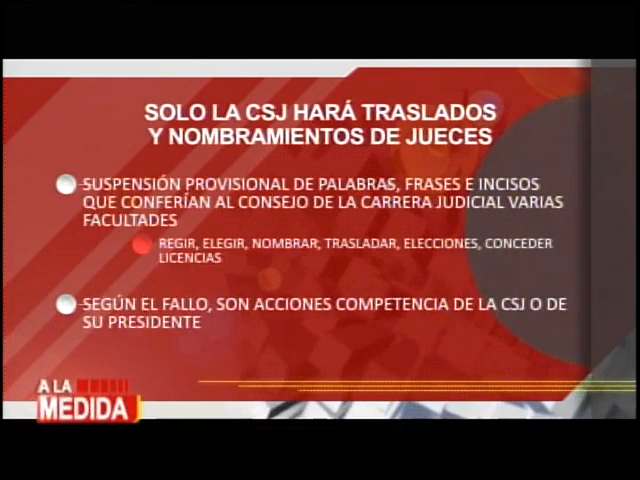 SOLO LA CSJ HARÁ TRASLADOS
Y NOMBRAMIENTOS DE JUECES
SUSPENSIÓN PROVISIONAL DE PALABRAS, FRASES E INCISOS
QUE CONFERÍAN AL CONSEJO DE LA CARRERA JUDICIAL VARIAS
FACULTADES
REGIR, ELEGIR, NOMBRAR; TRASLADAR, ELECCIONES, CONCEDER
LICENCIAS
SEGÚN EL FALLO, SON ACCIONES COMPETENCIA DE LA CSJ O DE
SU PRESIDENTE
A LA
MEDIDA